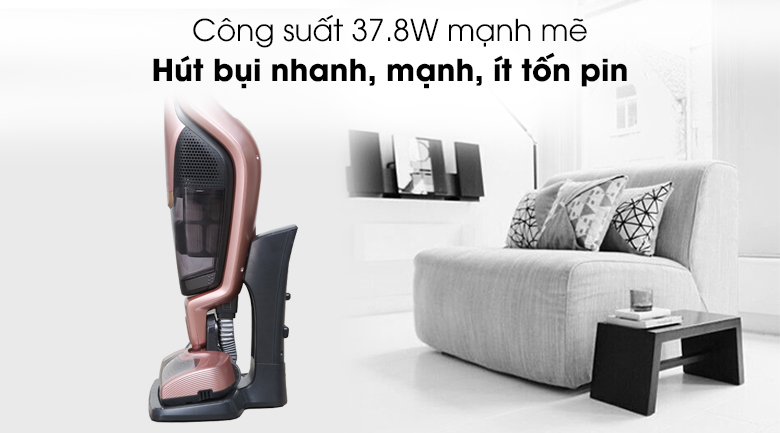 Công suất 37.8W mạnh mẽ
Hút bụi nhanh, mạnh, ít tốn pin